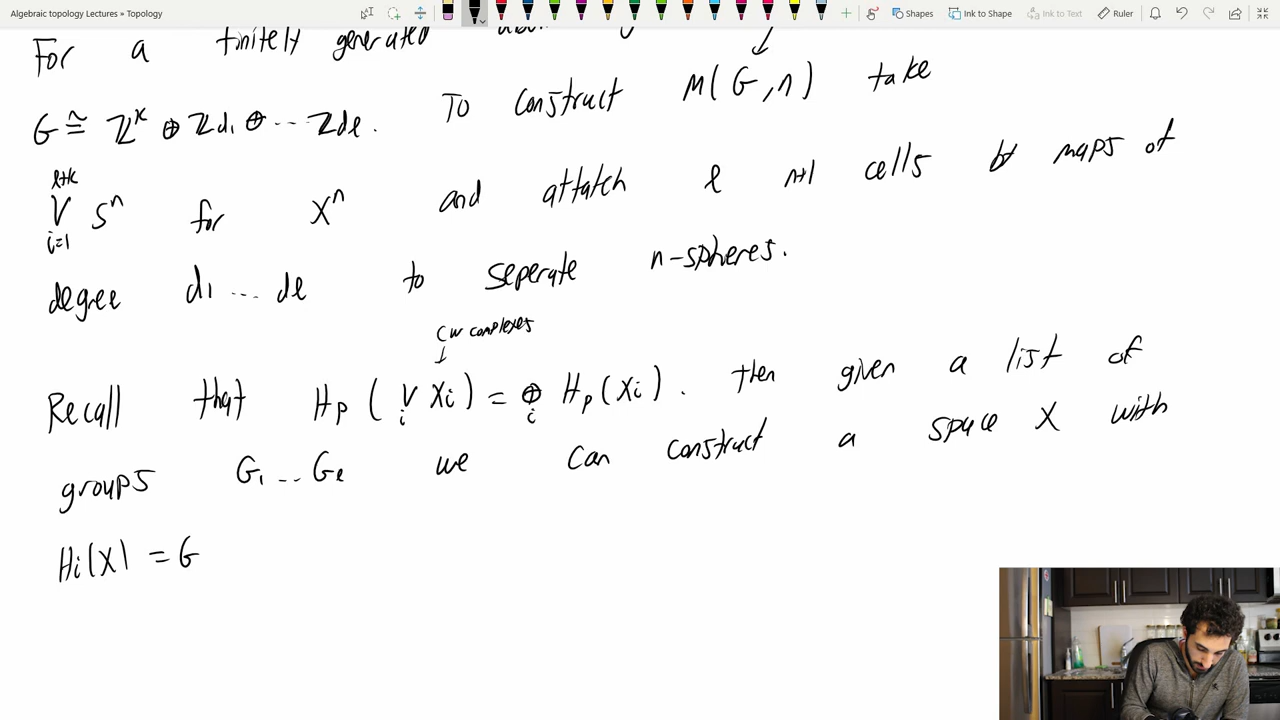 Algebraic topology Lectures » Topology
Shapes Ink to Shape Ink to Text Ruler
For a finitely generated
G ≅ ℤᵏ ⊕ ℤd₁ ⊕ ... ℤdℓ. To construct M(G,n) take
ℓ+k
V Sⁿ for Xⁿ and attatch ℓ n+1 cells by maps of
i=1
degree d₁ ... dℓ to seperate n-spheres.
CW complexes
Recall that Hₚ(V Xi) = ⊕ Hₚ(Xi). Then given a list of
i i
groups G₁ ... Gℓ we can construct a space X with
Hi(X) = G